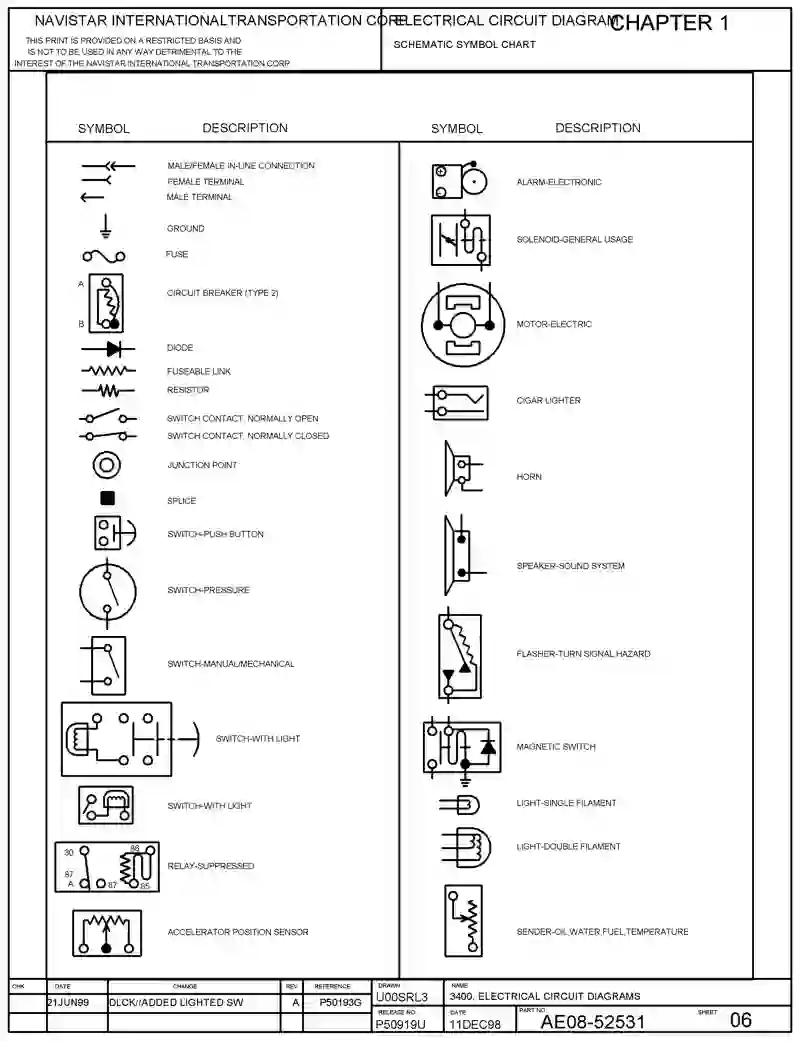 NAVISTAR INTERNATIONALTRANSPORTATION CORP.
ELECTRICAL CIRCUIT DIAGRAM
CHAPTER 1
THIS PRINT IS PROVIDED ON A RESTRICTED BASIS AND
IS NOT TO BE USED IN ANY WAY DETRIMENTAL TO THE
INTEREST OF THE NAVISTAR INTERNATIONAL TRANSPORTATION CORP
SCHEMATIC SYMBOL CHART
SYMBOL DESCRIPTION
MALE/FEMALE IN-LINE CONNECTION
FEMALE TERMINAL
MALE TERMINAL
GROUND
FUSE
A
CIRCUIT BREAKER (TYPE 2)
B
DIODE
FUSEABLE LINK
RESISTOR
SWITCH CONTACT, NORMALLY OPEN
SWITCH CONTACT, NORMALLY CLOSED
JUNCTION POINT
SPLICE
SWITCH-PUSH BUTTON
SWITCH-PRESSURE
SWITCH-MANUAL/MECHANICAL
SWITCH-WITH LIGHT
SWITCH-WITH LIGHT
30 86
RELAY-SUPPRESSED
87
A 87 85
ACCELERATOR POSITION SENSOR
SYMBOL DESCRIPTION
ALARM-ELECTRONIC
SOLENOID-GENERAL USAGE
MOTOR-ELECTRIC
CIGAR LIGHTER
HORN
SPEAKER-SOUND SYSTEM
FLASHER-TURN SIGNAL,HAZARD
MAGNETIC SWITCH
LIGHT-SINGLE FILAMENT
LIGHT-DOUBLE FILAMENT
SENDER-OIL,WATER,FUEL,TEMPERATURE
CHK DATE CHANGE REV REFERENCE
21JUN99 DLCK//ADDED LIGHTED SW A P50193G
DRAWN
U00SRL3
NAME
3400, ELECTRICAL CIRCUIT DIAGRAMS
RELEASE NO.
P50919U
DATE
11DEC98
PART NO.
AE08-52531
SHEET
06